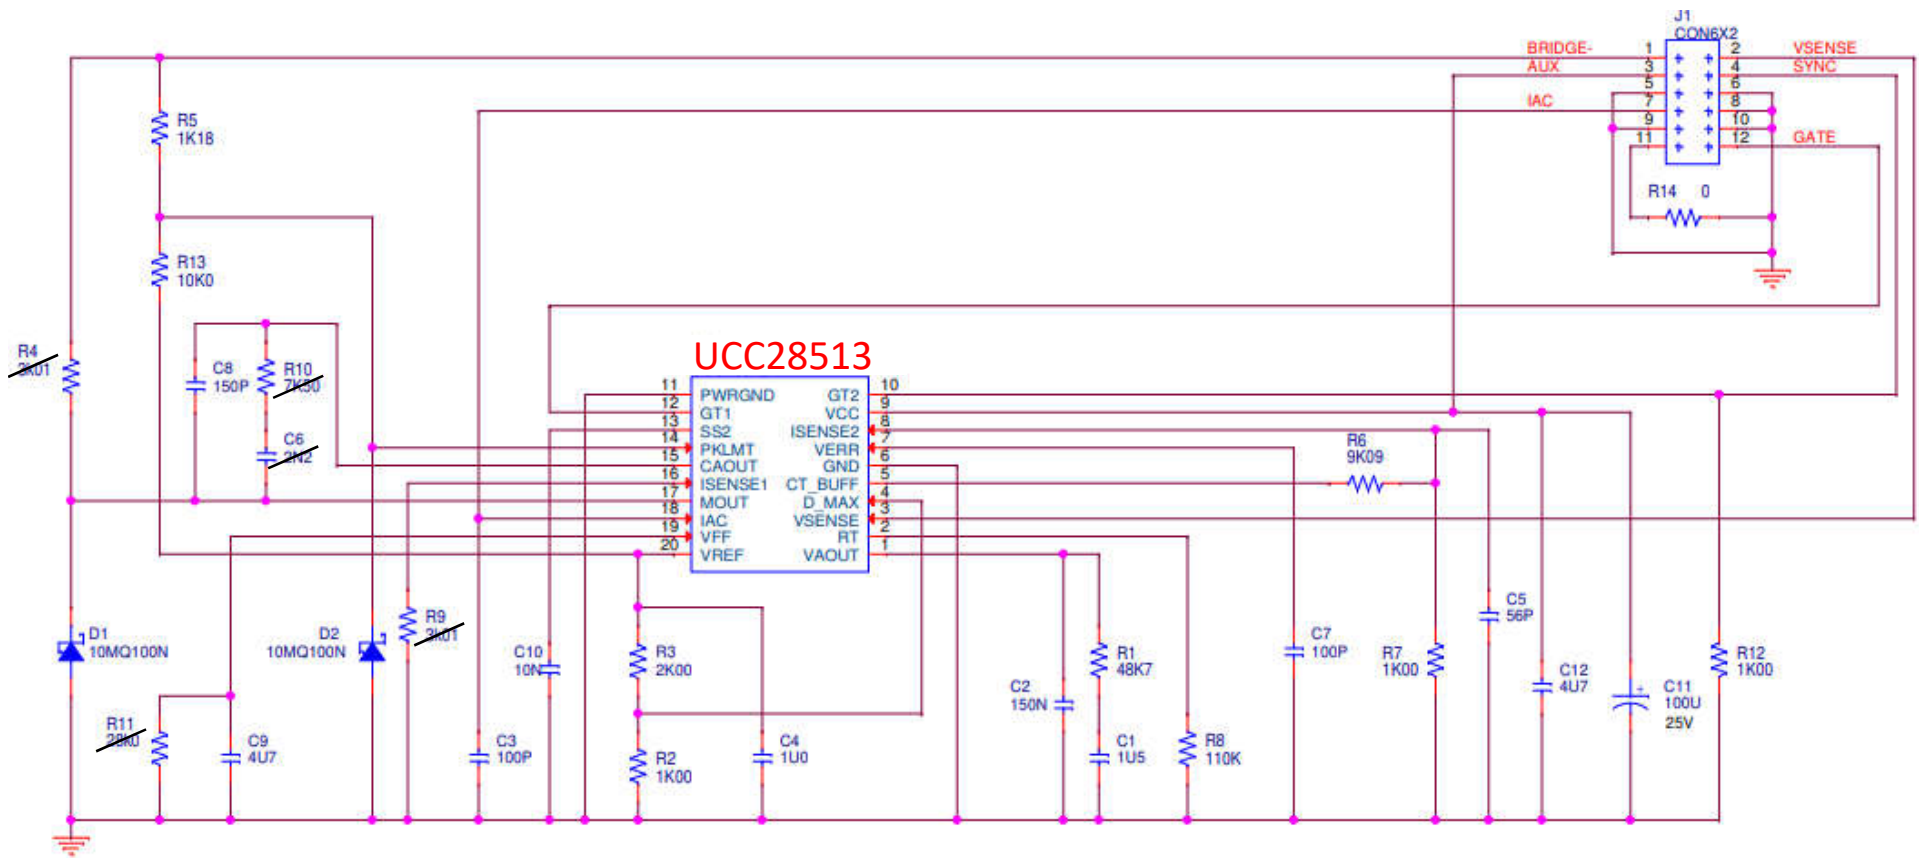 J1
CON6X2
BRIDGE- 1 2 VSENSE
AUX 3 4 SYNC
5 6
IAC 7 8
9 10
11 12 GATE
R14 0
R5
1K18
R13
10K0
R4
3k01
C8
150P
R10
7K50
C6
2N2
UCC28513
11 PWRGND GT2 10
12 GT1 VCC 9
13 SS2 ISENSE2 8
14 PKLMT VERR 7
15 CAOUT GND 6
16 ISENSE1 CT_BUFF 5
17 MOUT D_MAX 4
18 IAC VSENSE 3
19 VFF RT 2
20 VREF VAOUT 1
R6
9K09
D1
10MQ100N
D2
10MQ100N
R9
3k01
C10
10N
R3
2K00
R1
48K7
C7
100P
R7
1K00
C5
56P
R12
1K00
C2
150N
C12
4U7
C11
100U
25V
R11
28k0
C9
4U7
C3
100P
R2
1K00
C4
1U0
C1
1U5
R8
110K